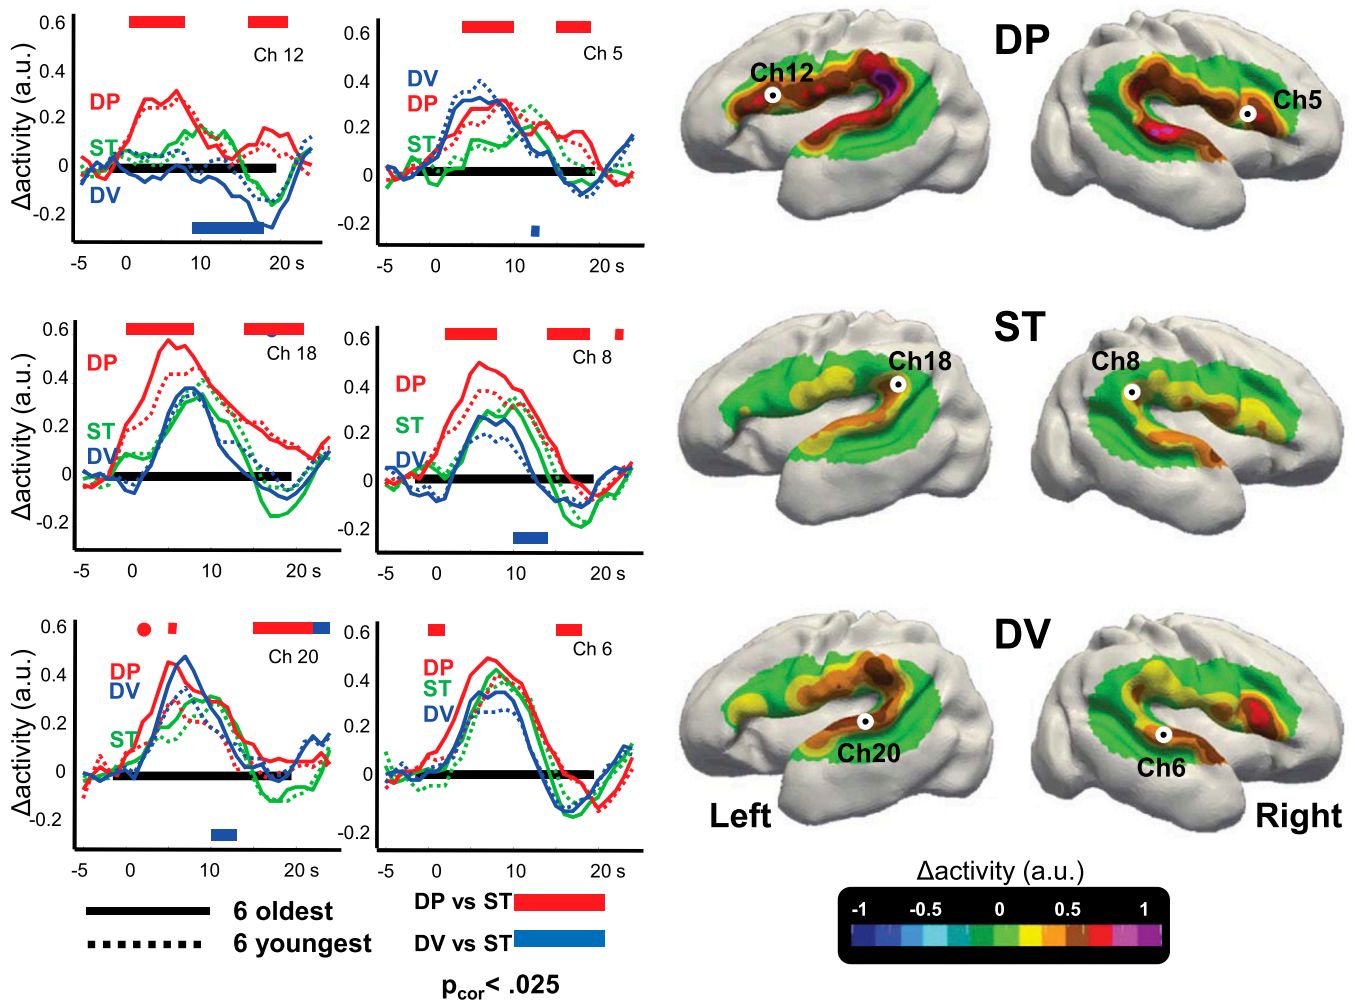 0.6
Ch 12
0.4
DP
0.2
ST
0
DV
-0.2
-5 0 10 20 s
Δactivity (a.u.)
0.6
Ch 5
DV
0.4
DP
0.2
ST
0
-0.2
-5 0 10 20 s
DP
Ch12
Ch5
0.6
Ch 18
DP
0.4
ST
0.2
DV
0
-0.2
-5 0 10 20 s
Δactivity (a.u.)
0.6
Ch 8
DP
0.4
ST
0.2
DV
0
-0.2
-5 0 10 20 s
ST
Ch18
Ch8
0.6
Ch 20
DP
0.4
DV
0.2
ST
0
-0.2
-5 0 10 20 s
Δactivity (a.u.)
0.6
Ch 6
DP
0.4
ST
DV
0.2
0
-0.2
-5 0 10 20 s
DV
Ch20
Ch6
Left
Right
6 oldest
6 youngest
DP vs ST
DV vs ST
pcor< .025
Δactivity (a.u.)
-1 -0.5 0 0.5 1